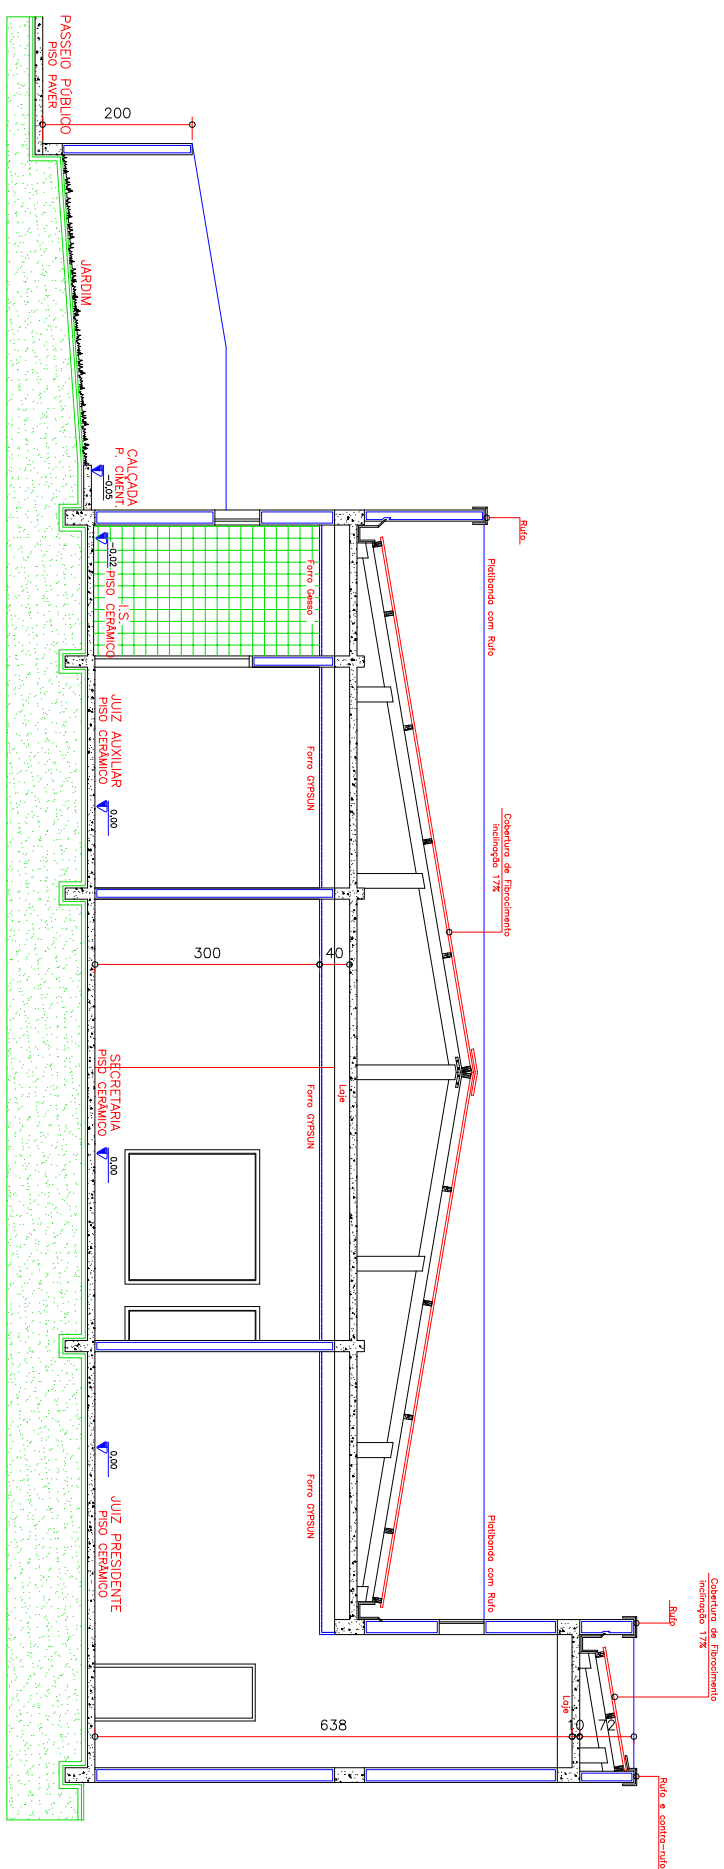 PASSEIO PÚBLICO
PISO PAVER
200
JARDIM
CALÇADA
P. CIMENT.
-0,05
Rufo
Platibanda com Rufo
Forro Gesso
-0,02
I.S.
PISO CERÂMICO
JUIZ AUXILIAR
PISO CERÂMICO
0,00
Forro GYPSUN
Cobertura de Fibrocimento
inclinação 17%
300
40
SECRETARIA
PISO CERÂMICO
0,00
Forro GYPSUN
Laje
0,00
JUIZ PRESIDENTE
PISO CERÂMICO
Forro GYPSUN
Platibanda com Rufo
Rufo
Cobertura de Fibrocimento
inclinação 17%
Laje
638
10
72
Rufo e contra-rufo